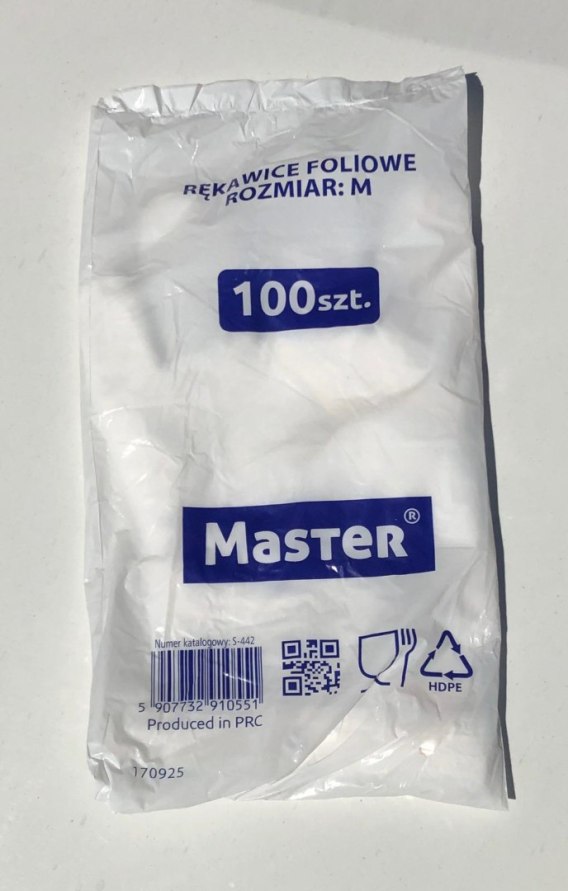 RĘKAWICE FOLIOWE
ROZMIAR: M
100szt.
MasTeR®
Numer katalogowy: S-442
5 907732 910551
Produced in PRC
HDPE
170925